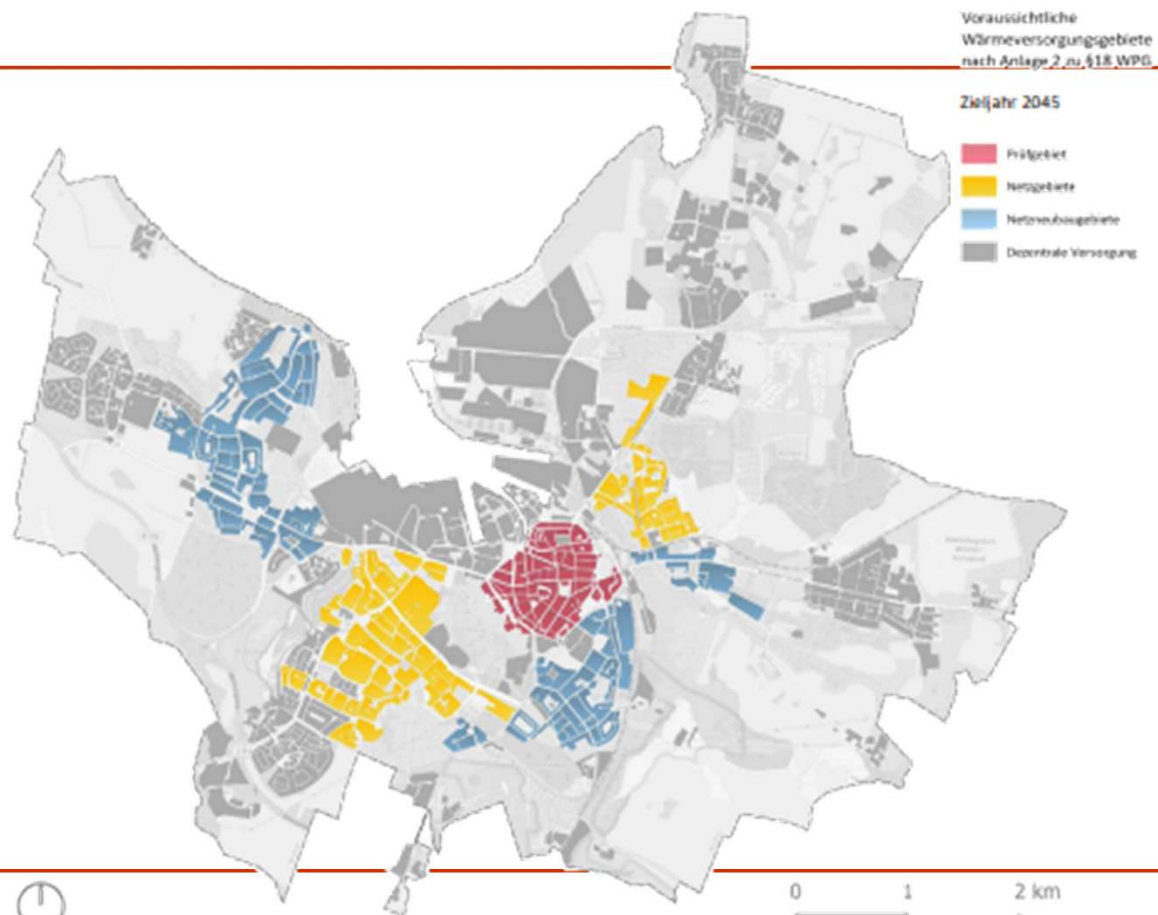 Voraussichtliche
Wärmeversorgungsgebiete
nach Anlage 2 zu §18 WPG
Zieljahr 2045
Prüfgebiet
Netzgebiete
Netzneubaugebiete
Dezentrale Versorgung
0 1 2 km